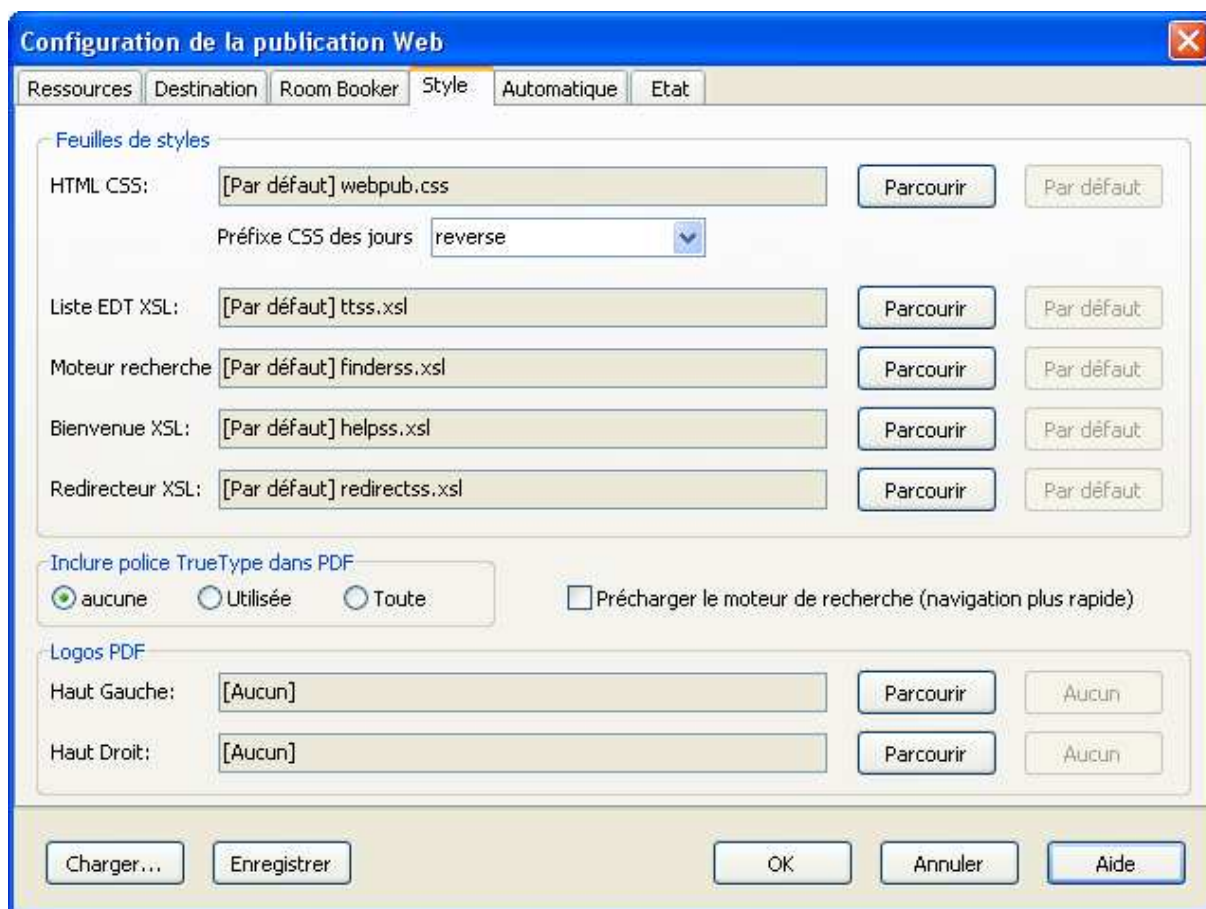 Configuration de la publication Web
Ressources Destination Room Booker Style Automatique Etat
Feuilles de styles
HTML CSS: [Par défaut] webpub.css Parcourir Par défaut
Préfixe CSS des jours reverse
Liste EDT XSL: [Par défaut] ttss.xsl Parcourir Par défaut
Moteur recherche [Par défaut] finderss.xsl Parcourir Par défaut
Bienvenue XSL: [Par défaut] helpss.xsl Parcourir Par défaut
Redirecteur XSL: [Par défaut] redirectss.xsl Parcourir Par défaut
Inclure police TrueType dans PDF
aucune Utilisée Toute Précharger le moteur de recherche (navigation plus rapide)
Logos PDF
Haut Gauche: [Aucun] Parcourir Aucun
Haut Droit: [Aucun] Parcourir Aucun
Charger... Enregistrer OK Annuler Aide